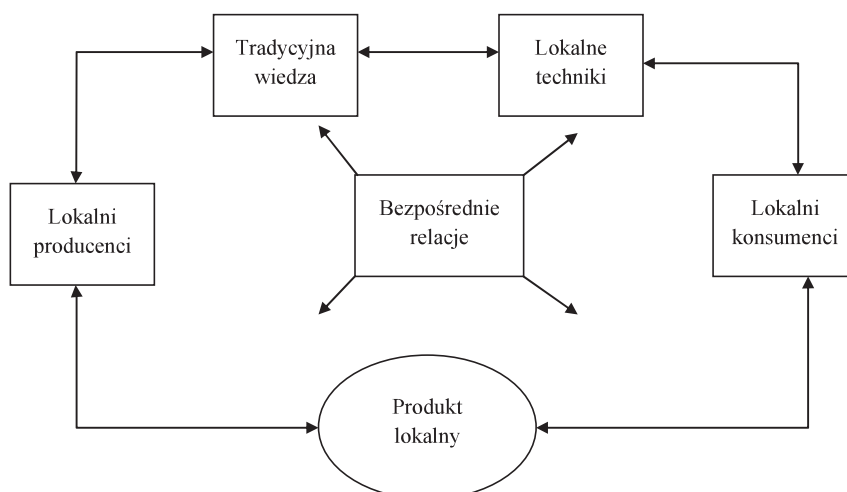 Tradycyjna
wiedza
Lokalne
techniki
Lokalni
producenci
Bezpośrednie
relacje
Lokalni
konsumenci
Produkt
lokalny